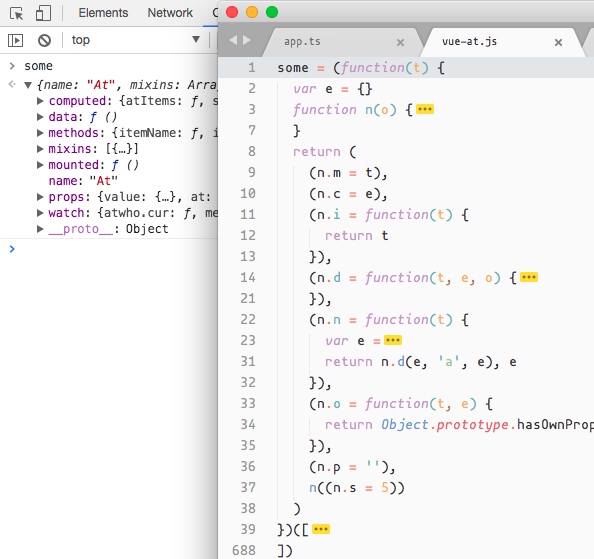 Elements Network
top
some
{name: "At", mixins: Array
computed: {atItems: ƒ, s
data: ƒ ()
methods: {itemName: ƒ, i
mixins: [{…}]
mounted: ƒ ()
name: "At"
props: {value: {…}, at:
watch: {atwho.cur: ƒ, me
__proto__: Object
app.ts × vue-at.js ×
1 some = (function(t) {
2 var e = {}
3 function n(o) {
7 }
8 return (
9 (n.m = t),
10 (n.c = e),
11 (n.i = function(t) {
12 return t
13 }),
14 (n.d = function(t, e, o) {
21 }),
22 (n.n = function(t) {
23 var e =
31 return n.d(e, 'a', e), e
32 }),
33 (n.o = function(t, e) {
34 return Object.prototype.hasOwnProp
35 }),
36 (n.p = ''),
37 n((n.s = 5))
38 )
39 })([
688 ])